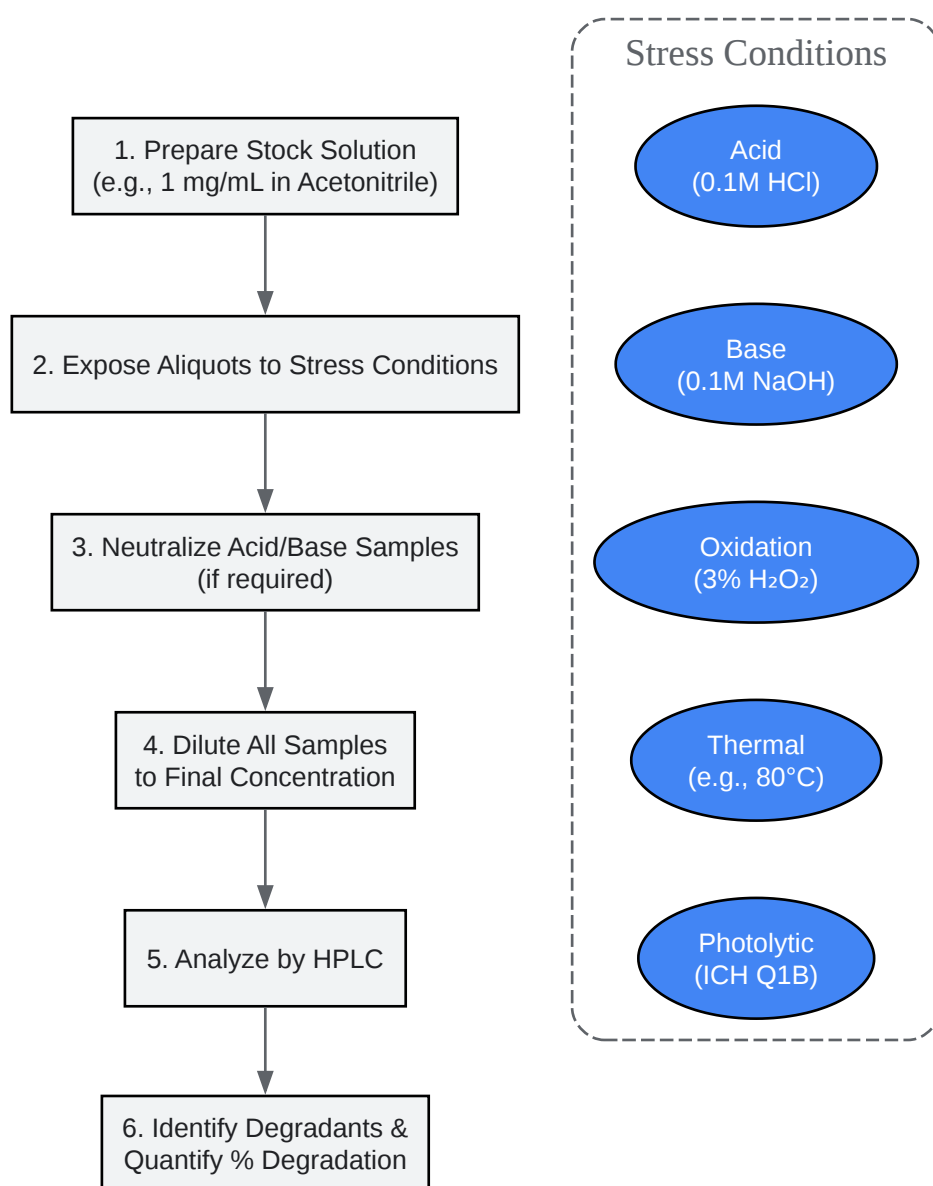 1. Prepare Stock Solution
(e.g., 1 mg/mL in Acetonitrile)
2. Expose Aliquots to Stress Conditions
3. Neutralize Acid/Base Samples
(if required)
4. Dilute All Samples
to Final Concentration
5. Analyze by HPLC
6. Identify Degradants &
Quantify % Degradation
Stress Conditions
Acid
(0.1M HCl)
Base
(0.1M NaOH)
Oxidation
(3% H₂O₂)
Thermal
(e.g., 80°C)
Photolytic
(ICH Q1B)